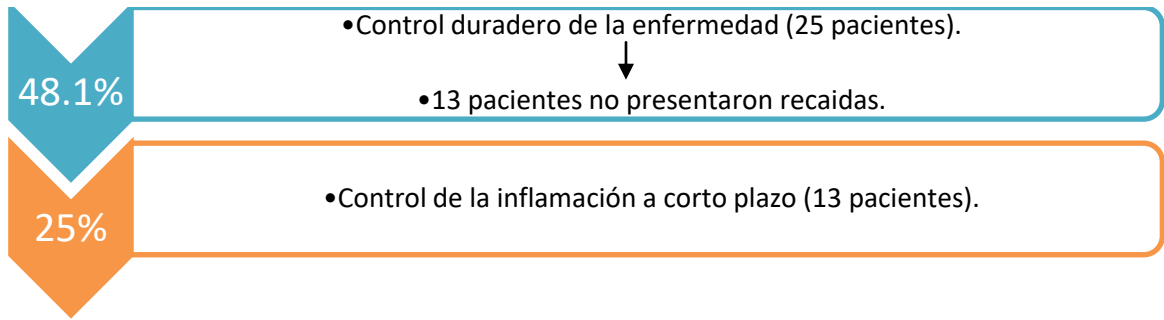 •Control duradero de la enfermedad (25 pacientes).
48.1%
•13 pacientes no presentaron recaidas.
•Control de la inflamación a corto plazo (13 pacientes).
25%